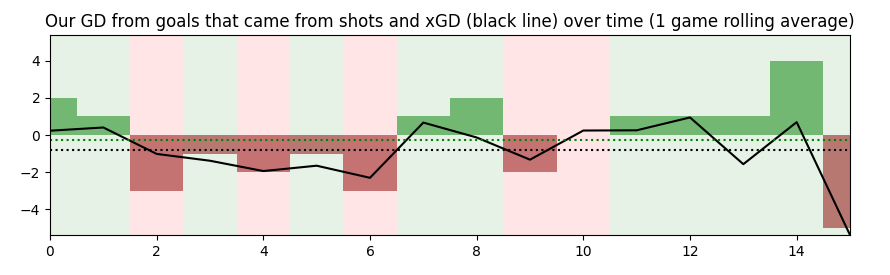 Our GD from goals that came from shots and xGD (black line) over time (1 game rolling average)
4
2
0
−2
−4
0 2 4 6 8 10 12 14